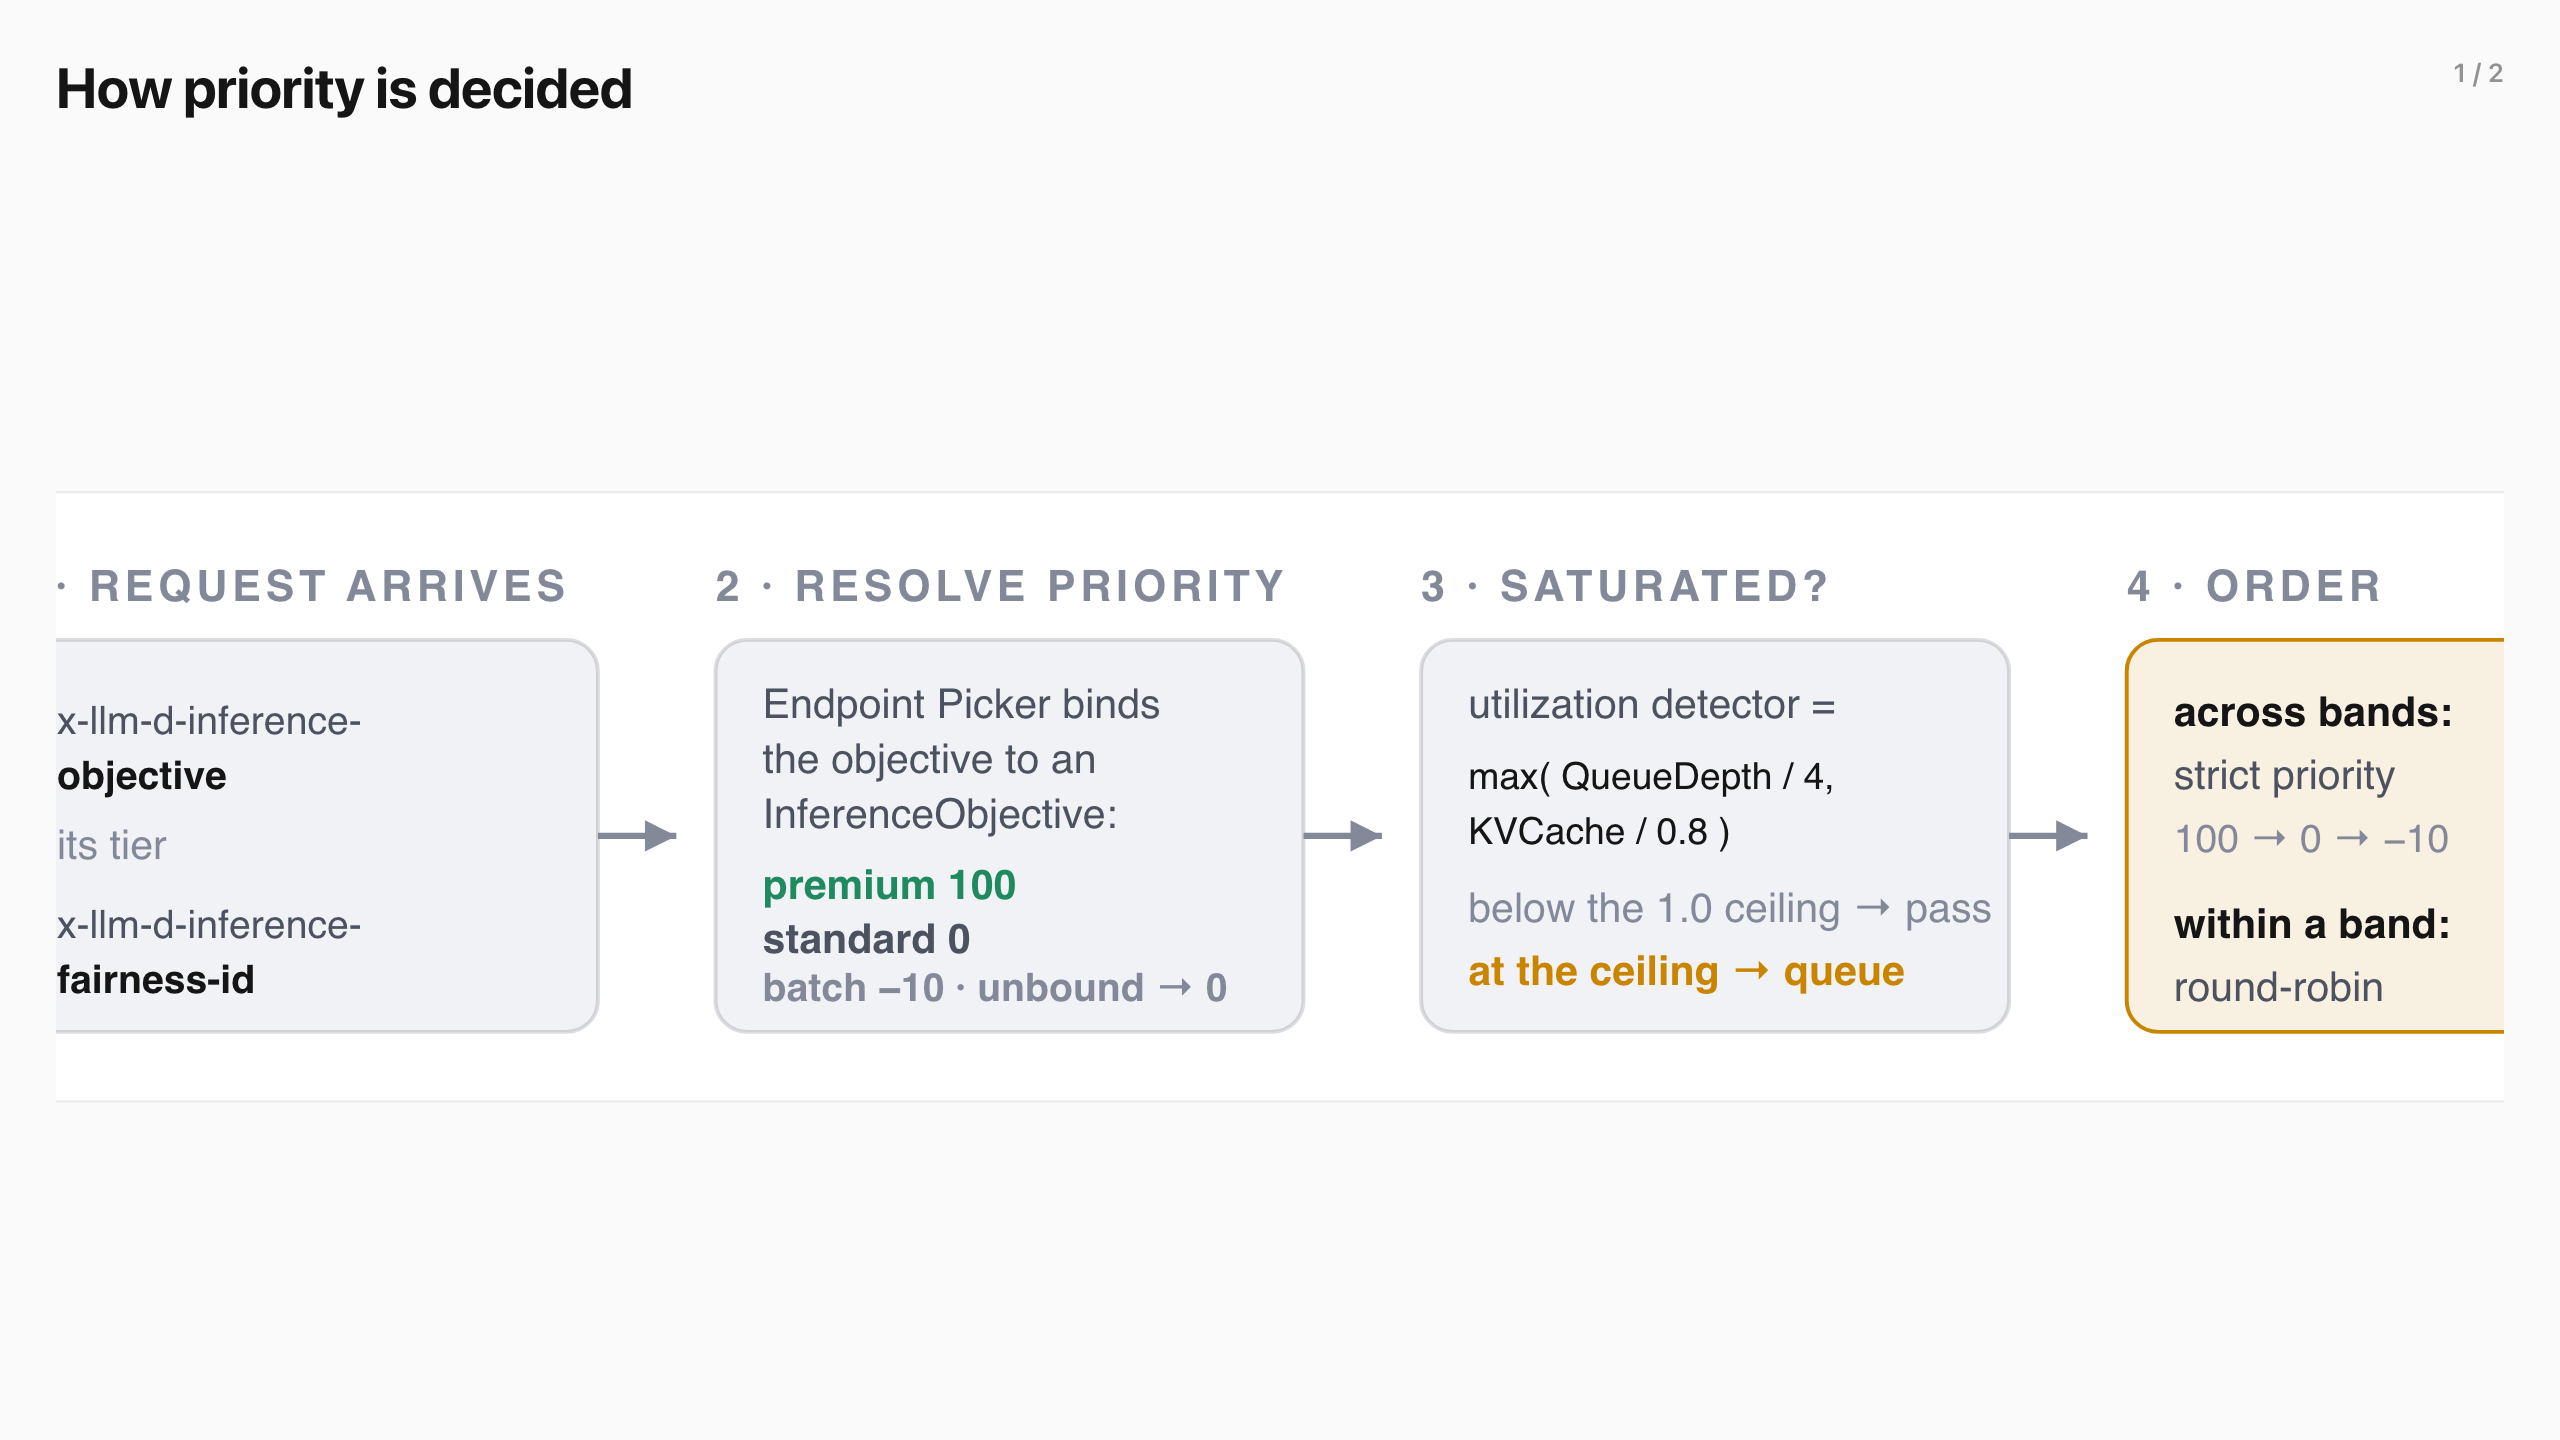 How priority is decided
1 / 2
· REQUEST ARRIVES
x-llm-d-inference-
objective
its tier
x-llm-d-inference-
fairness-id
2 · RESOLVE PRIORITY
Endpoint Picker binds
the objective to an
InferenceObjective:
premium 100
standard 0
batch −10 · unbound → 0
3 · SATURATED?
utilization detector =
max( QueueDepth / 4,
KVCache / 0.8 )
below the 1.0 ceiling → pass
at the ceiling → queue
4 · ORDER
across bands:
strict priority
100 → 0 → −10
within a band:
round-robin